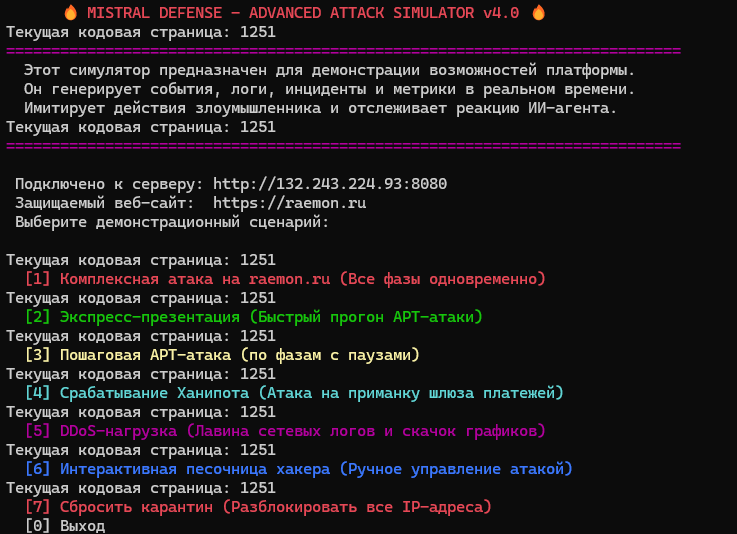 🔥 MISTRAL DEFENSE - ADVANCED ATTACK SIMULATOR v4.0 🔥
Текущая кодовая страница: 1251
===========================================================================
Этот симулятор предназначен для демонстрации возможностей платформы.
Он генерирует события, логи, инциденты и метрики в реальном времени.
Имитирует действия злоумышленника и отслеживает реакцию ИИ-агента.
Текущая кодовая страница: 1251
===========================================================================
Подключено к серверу: http://132.243.224.93:8080
Защищаемый веб-сайт:  https://raemon.ru
Выберите демонстрационный сценарий:
Текущая кодовая страница: 1251
[1] Комплексная атака на raemon.ru (Все фазы одновременно)
Текущая кодовая страница: 1251
[2] Экспресс-презентация (Быстрый прогон APT-атаки)
Текущая кодовая страница: 1251
[3] Пошаговая APT-атака (по фазам с паузами)
Текущая кодовая страница: 1251
[4] Срабатывание Ханипота (Атака на приманку шлюза платежей)
Текущая кодовая страница: 1251
[5] DDoS-нагрузка (Лавина сетевых логов и скачок графиков)
Текущая кодовая страница: 1251
[6] Интерактивная песочница хакера (Ручное управление атакой)
Текущая кодовая страница: 1251
[7] Сбросить карантин (Разблокировать все IP-адреса)
[0] Выход